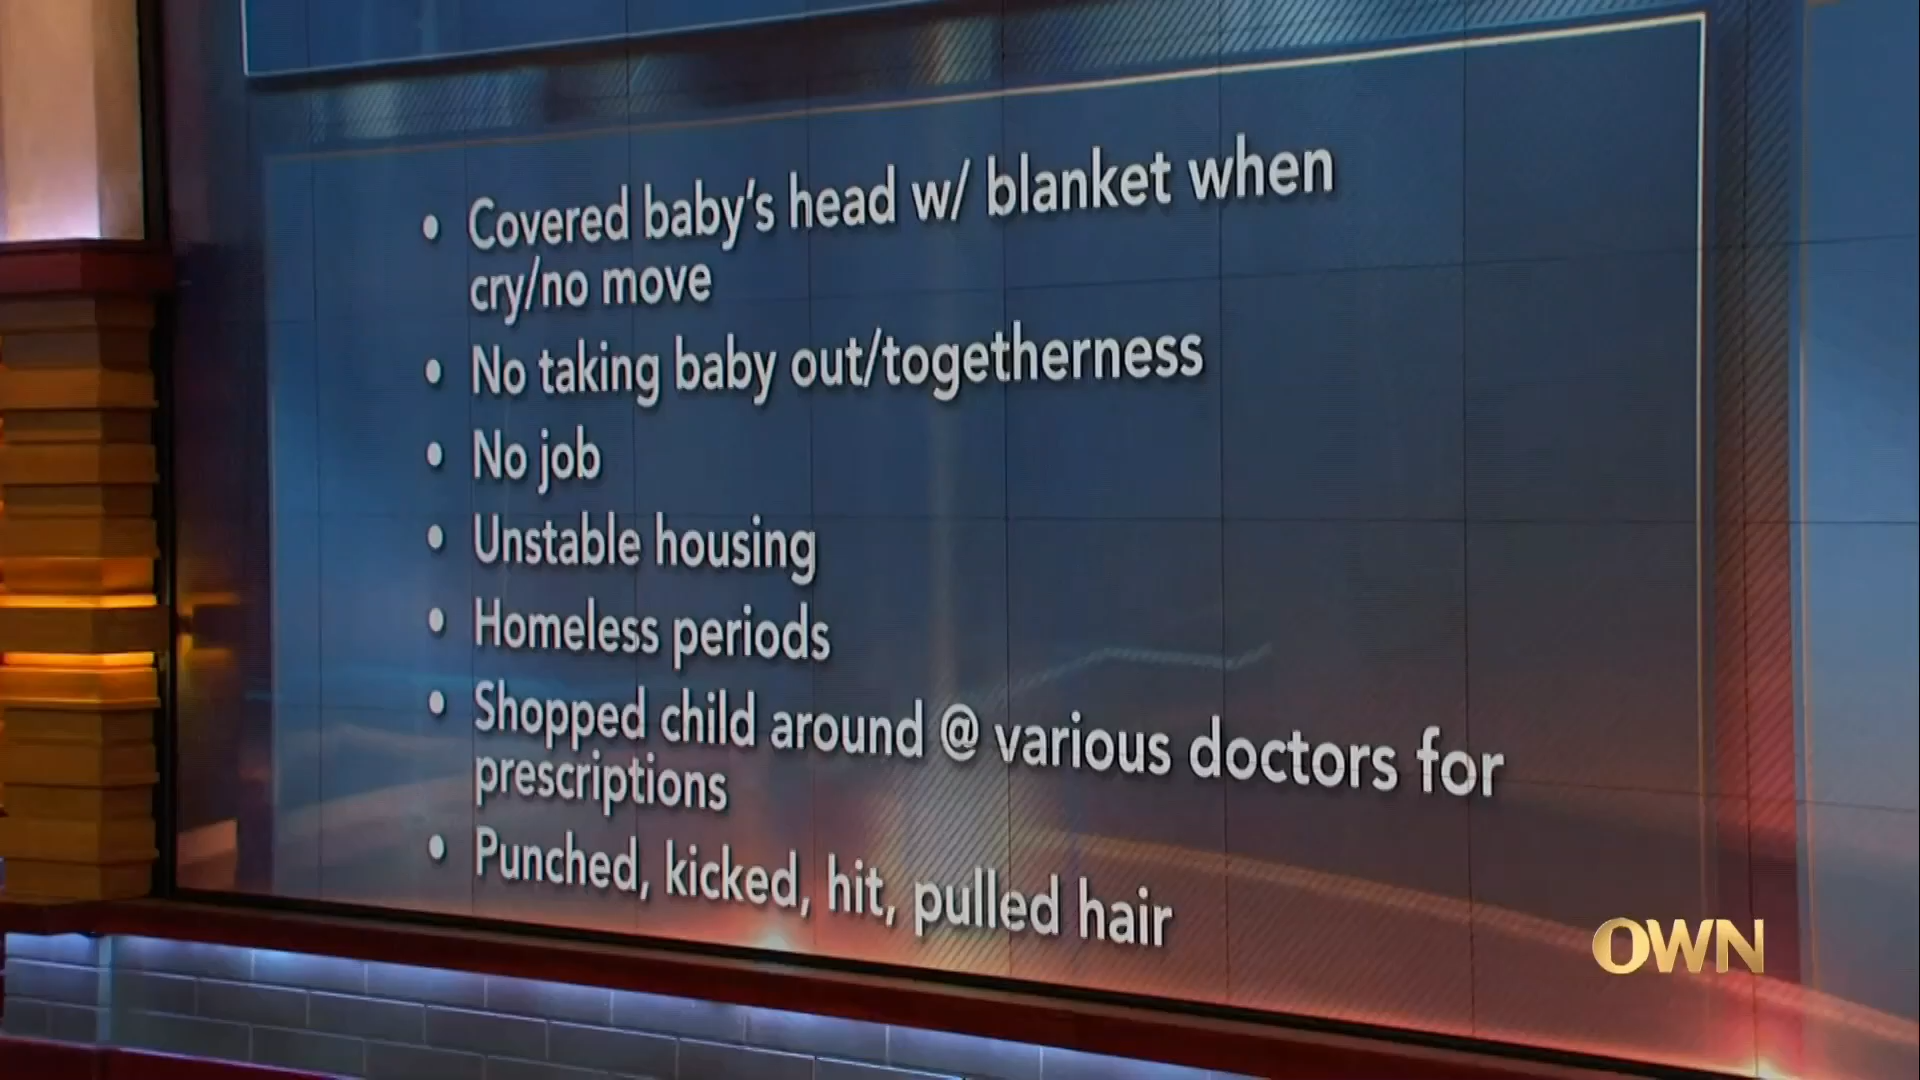 • Covered baby's head w/ blanket when
cry/no move
• No taking baby out/togetherness
• No job
• Unstable housing
• Homeless periods
• Shopped child around @ various doctors for
prescriptions
• Punched, kicked, hit, pulled hair
OWN